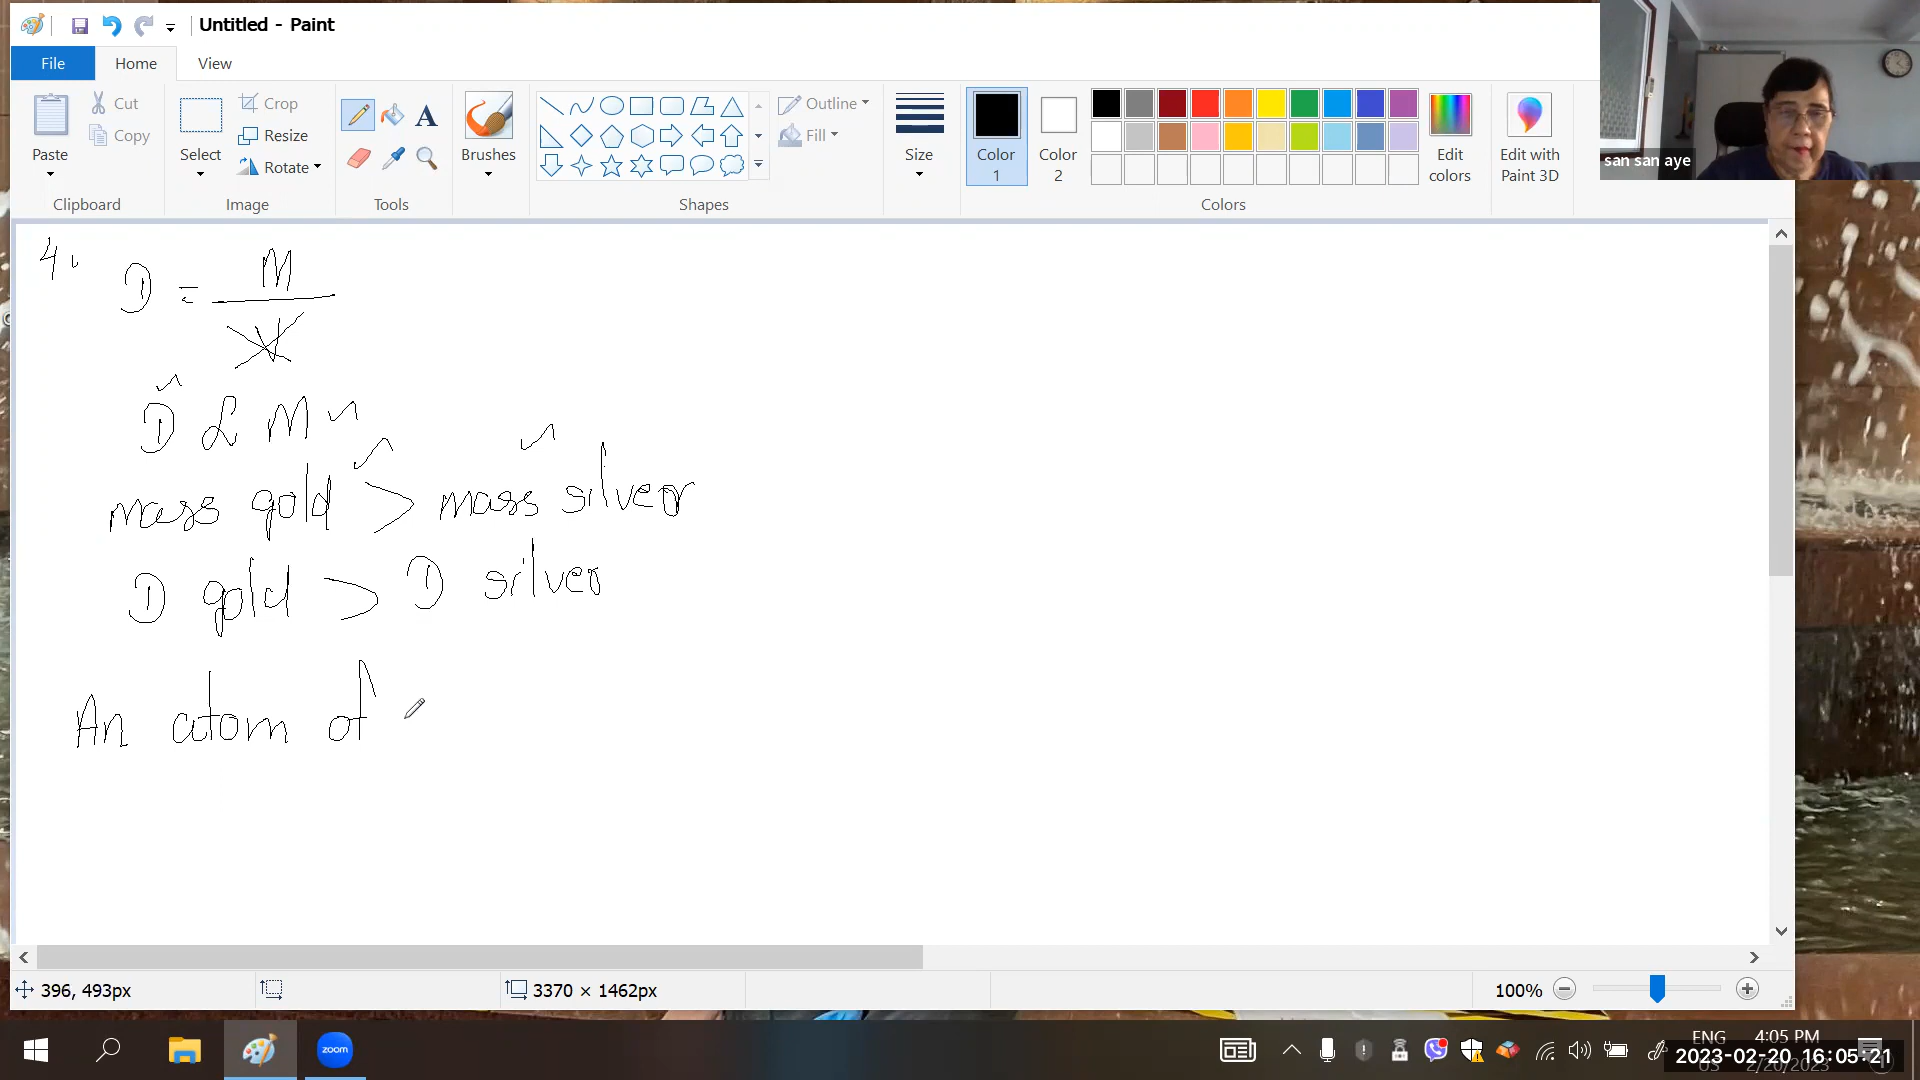 Untitled - Paint
File Home View
Cut
Copy
Paste
Clipboard
Select
Crop
Resize
Rotate
Image
Tools
Brushes
Outline
Fill
Shapes
Size
Color 1
Color 2
Edit colors
Colors
Edit with Paint 3D
san san aye
4.
D = M
V
D α M
mass gold > mass silver
D gold > D silver
An atom of
396, 493px
3370 × 1462px
100%
zoom
ENG
4:05 PM
2023-02-20 16:05:21